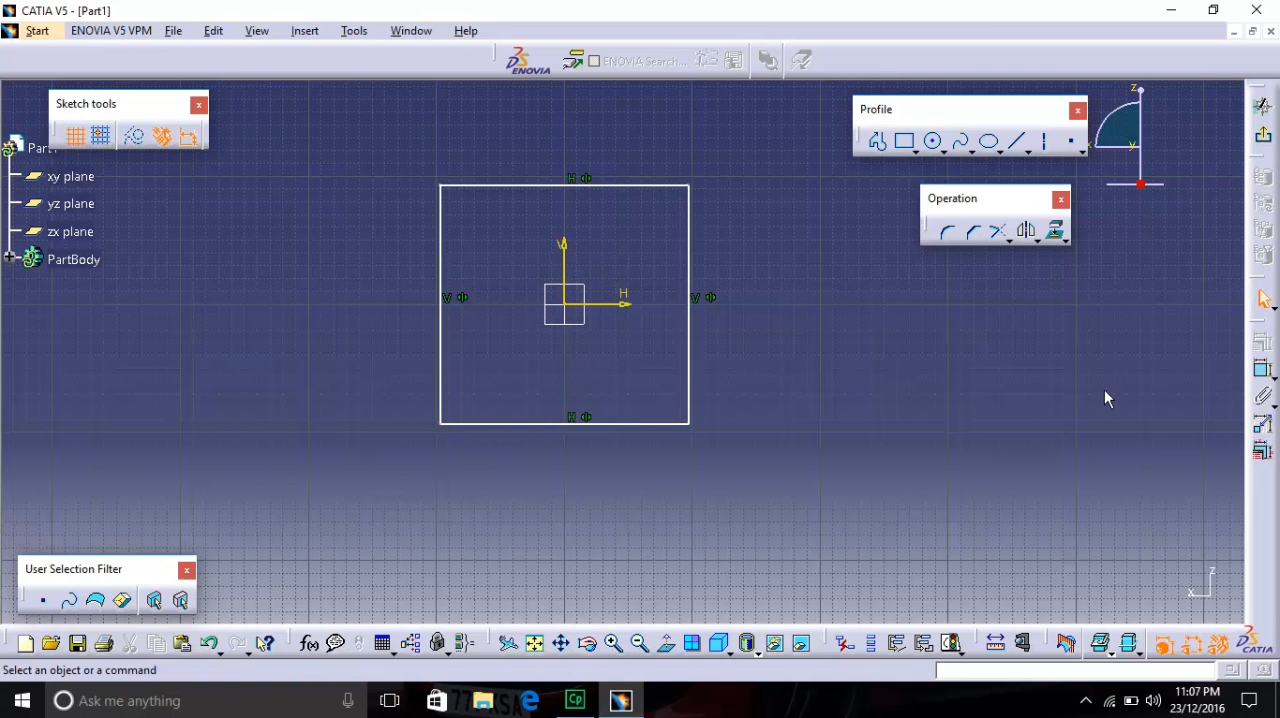 CATIA V5 - [Part1]
Start ENOVIA V5 VPM File Edit View Insert Tools Window Help
ENOVIA
ENOVIA Search...
Sketch tools
Profile
z
x
y
Part1
xy plane
yz plane
zx plane
PartBody
Operation
H
V
H
V
V
H
User Selection Filter
z
x
f(x)
CATIA
Select an object or a command
Ask me anything
Cp
11:07 PM
23/12/2016